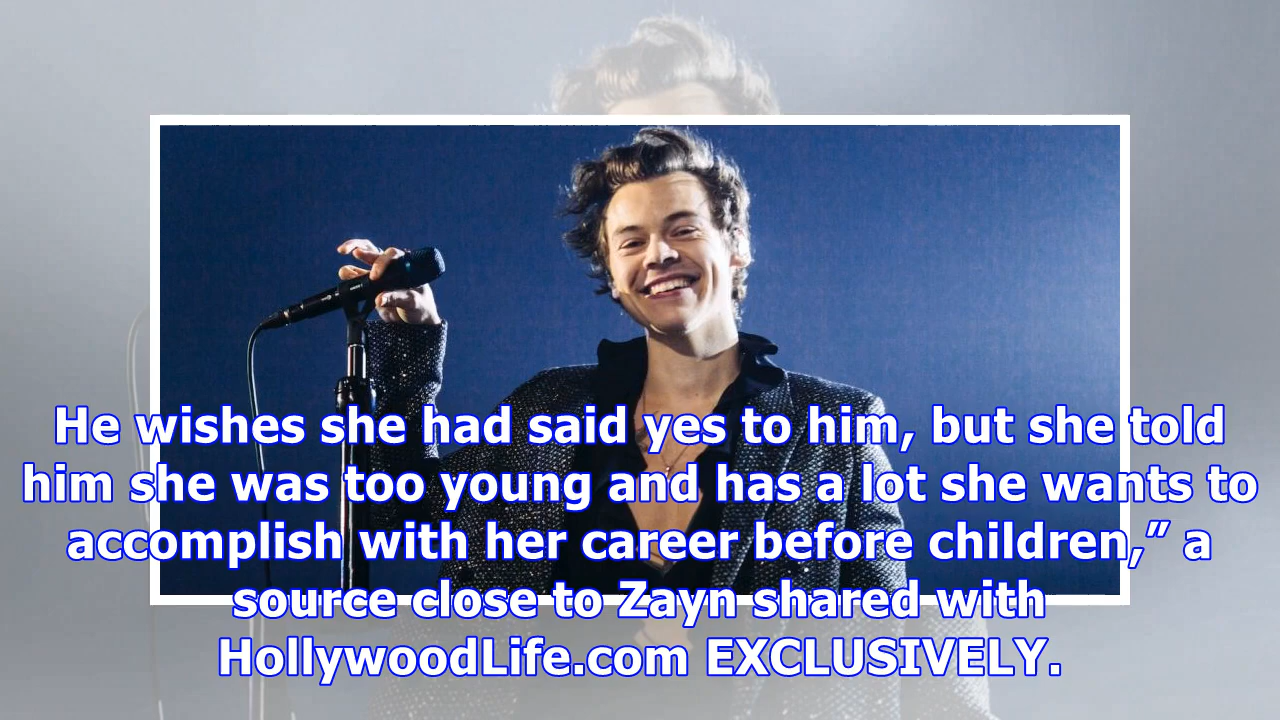 He wishes she had said yes to him, but she told
him she was too young and has a lot she wants to
accomplish with her career before children,” a
source close to Zayn shared with
HollywoodLife.com EXCLUSIVELY.